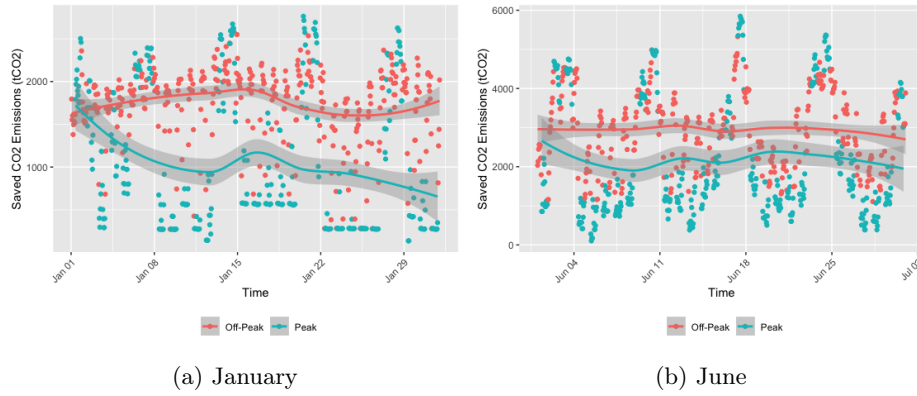 Saved CO2 Emissions (tCO2)
2000
1000
Jan 01
Jan 08
Jan 15
Jan 22
Jan 29
Time
Off-Peak Peak
(a) January
Saved CO2 Emissions (tCO2)
6000
4000
2000
0
Jun 04
Jun 11
Jun 18
Jun 25
Time
Off-Peak Peak
(b) June